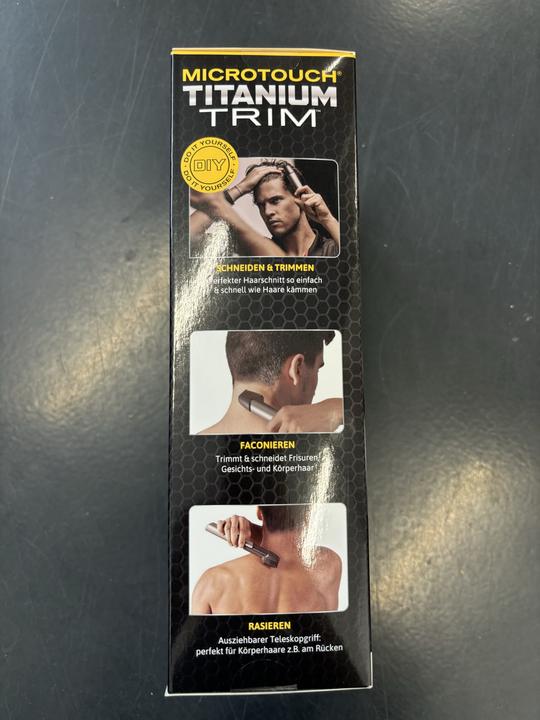 MICROTOUCH®
TITANIUM
TRIM™
DO IT YOURSELF
DIY
DO IT YOURSELF
SCHNEIDEN & TRIMMEN
Perfekter Haarschnitt so einfach
& schnell wie Haare kämmen
FACONIEREN
Trimmt & schneidet Frisuren,
Gesichts- und Körperhaar
RASIEREN
Ausziehbarer Teleskopgriff:
perfekt für Körperhaare z.B. am Rücken